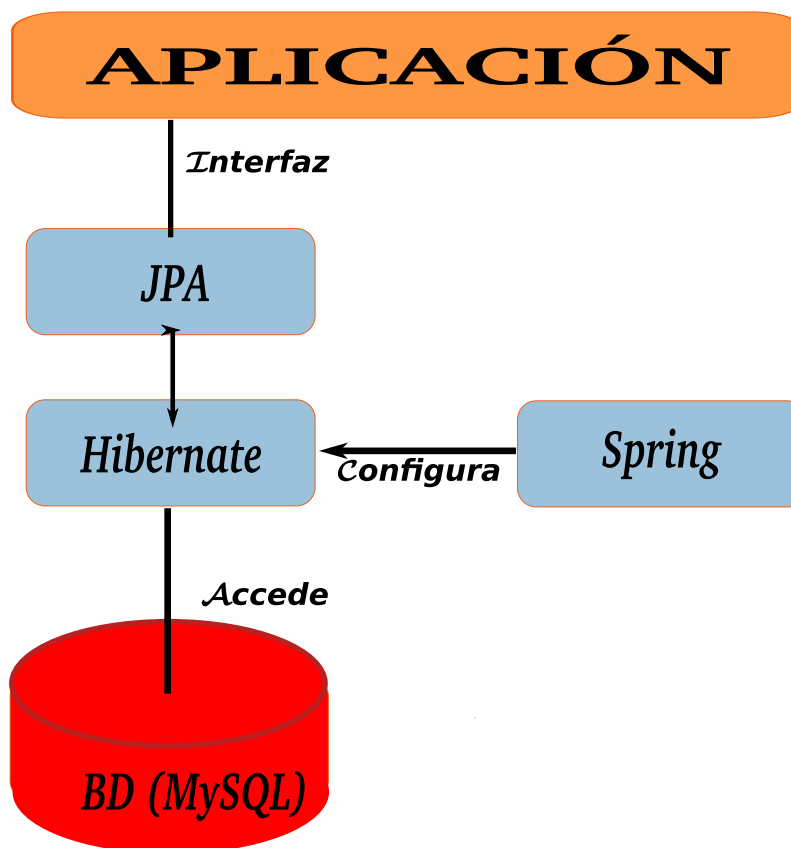 APLICACIÓN
Interfaz
JPA
Hibernate
Spring
Configura
Accede
BD (MySQL)